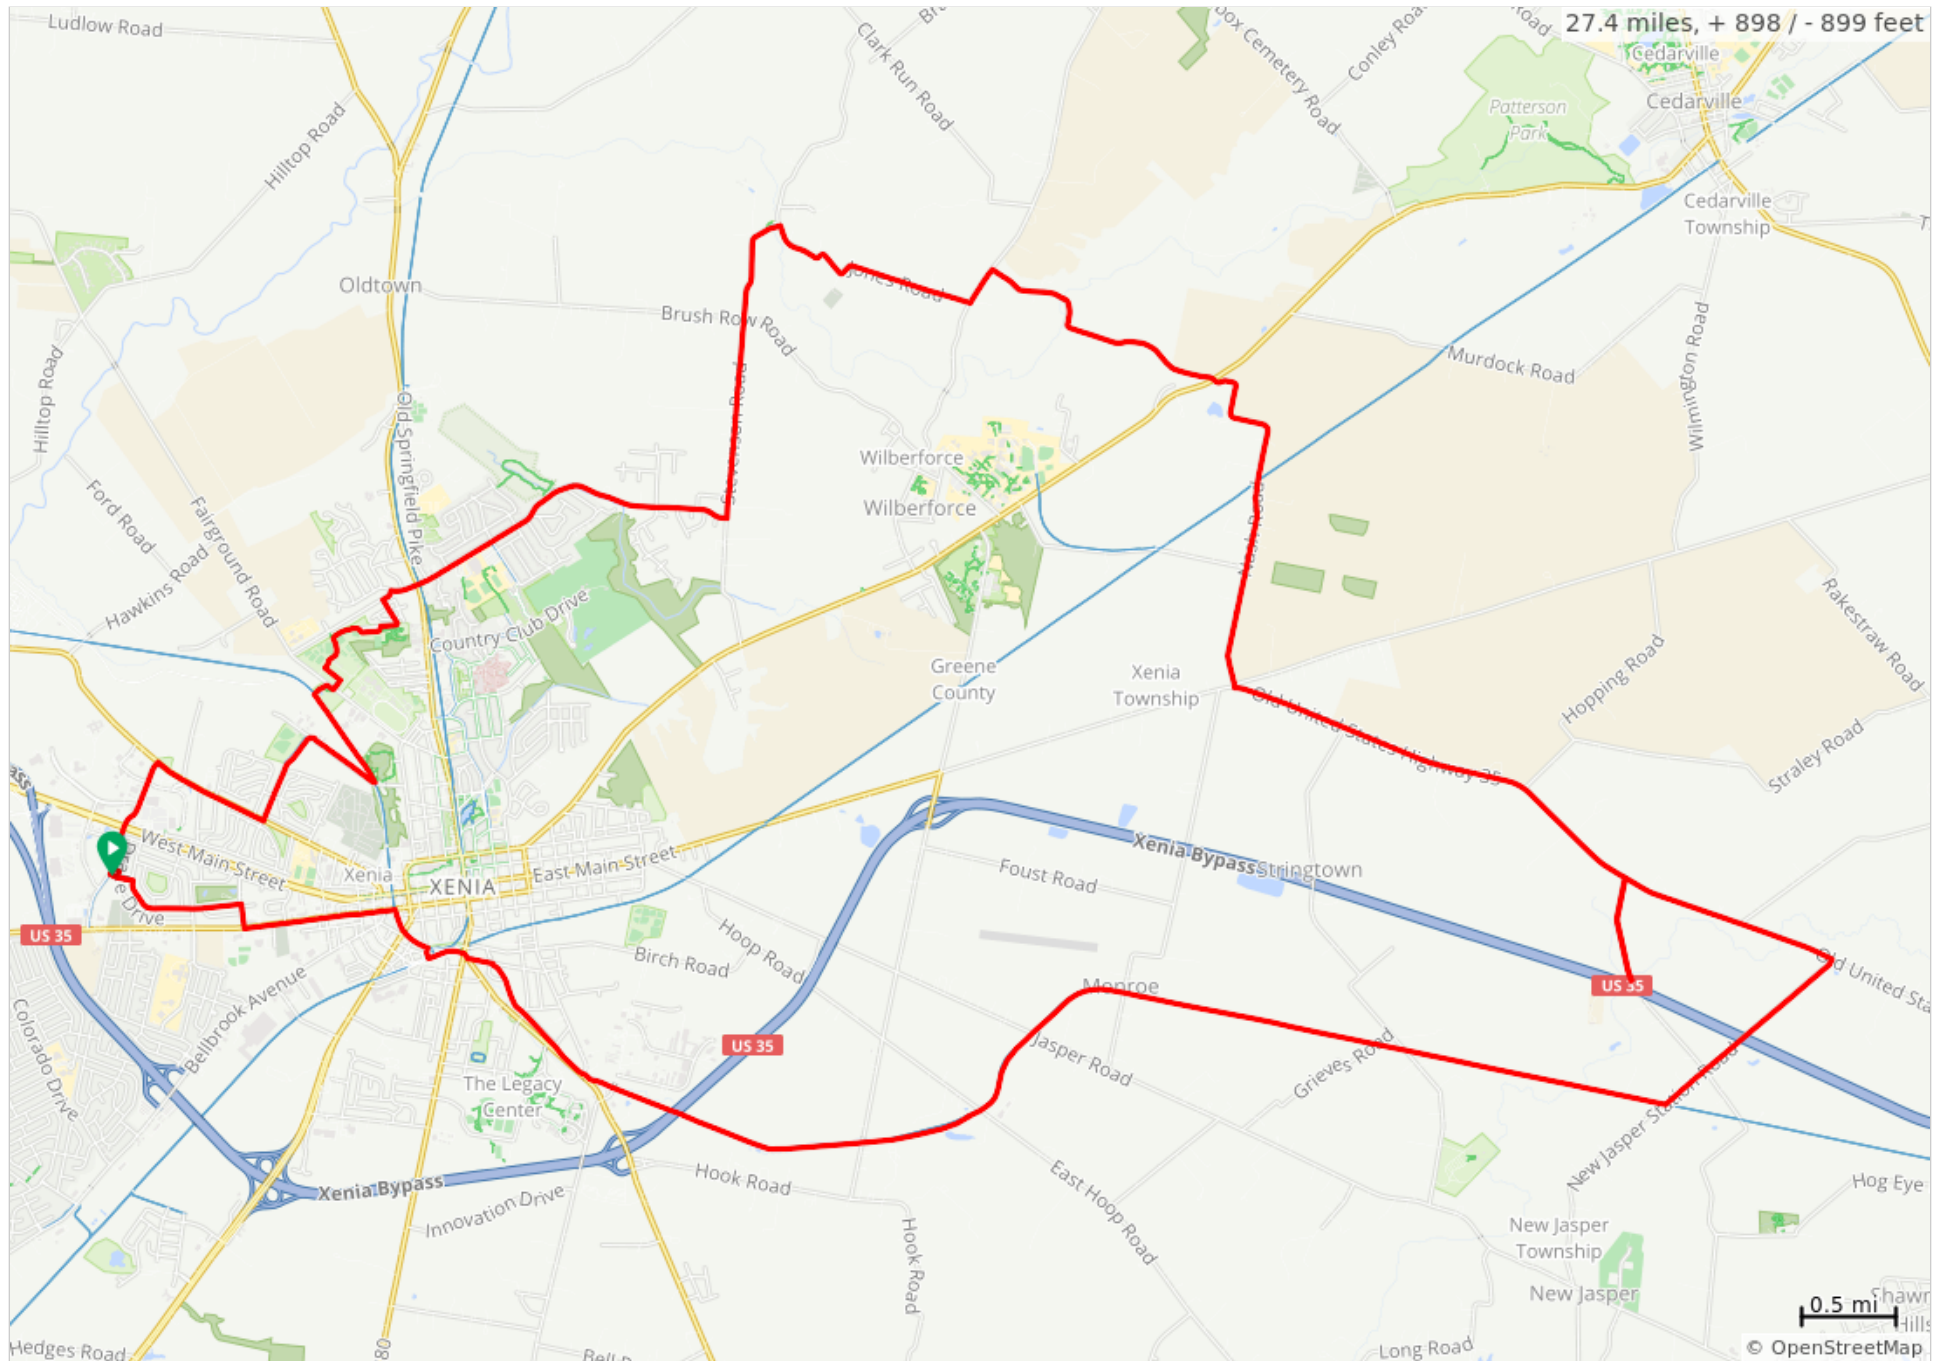 27.4 miles, + 898 / - 899 feet
Ludlow Road
Clark Run Road
Conley Road
Cemetery Road
Cedarville
Cedarville
Patterson
Park
Hilltop Road
Cedarville
Township
Oldtown
Jones Road
Brush Row Road
Murdock Road
Wilmington Road
Hilltop Road
Stevenson Road
Old Springfield Pike
Wilberforce
Wilberforce
Ford Road
Fairground Road
Nash Road
Hawkins Road
Country Club Drive
Rakestraw Road
Greene
County
Xenia
Township
Hopping Road
Old United States Highway 35
Straley Road
West Main Street
Xenia
XENIA
East Main Street
Xenia Bypass
Stringtown
Foust Road
Drive
US 35
Hoop Road
Birch Road
Old United Sta
Monroe
US 35
Bellbrook Avenue
Colorado Drive
US 35
Jasper Road
Grieves Road
The Legacy
Center
New Jasper Station Road
Hook Road
East Hoop Road
Xenia Bypass
Innovation Drive
Hog Eye
New Jasper
Township
Hook Road
New Jasper
0.5 mi
Hedges Road
Long Road
© OpenStreetMap